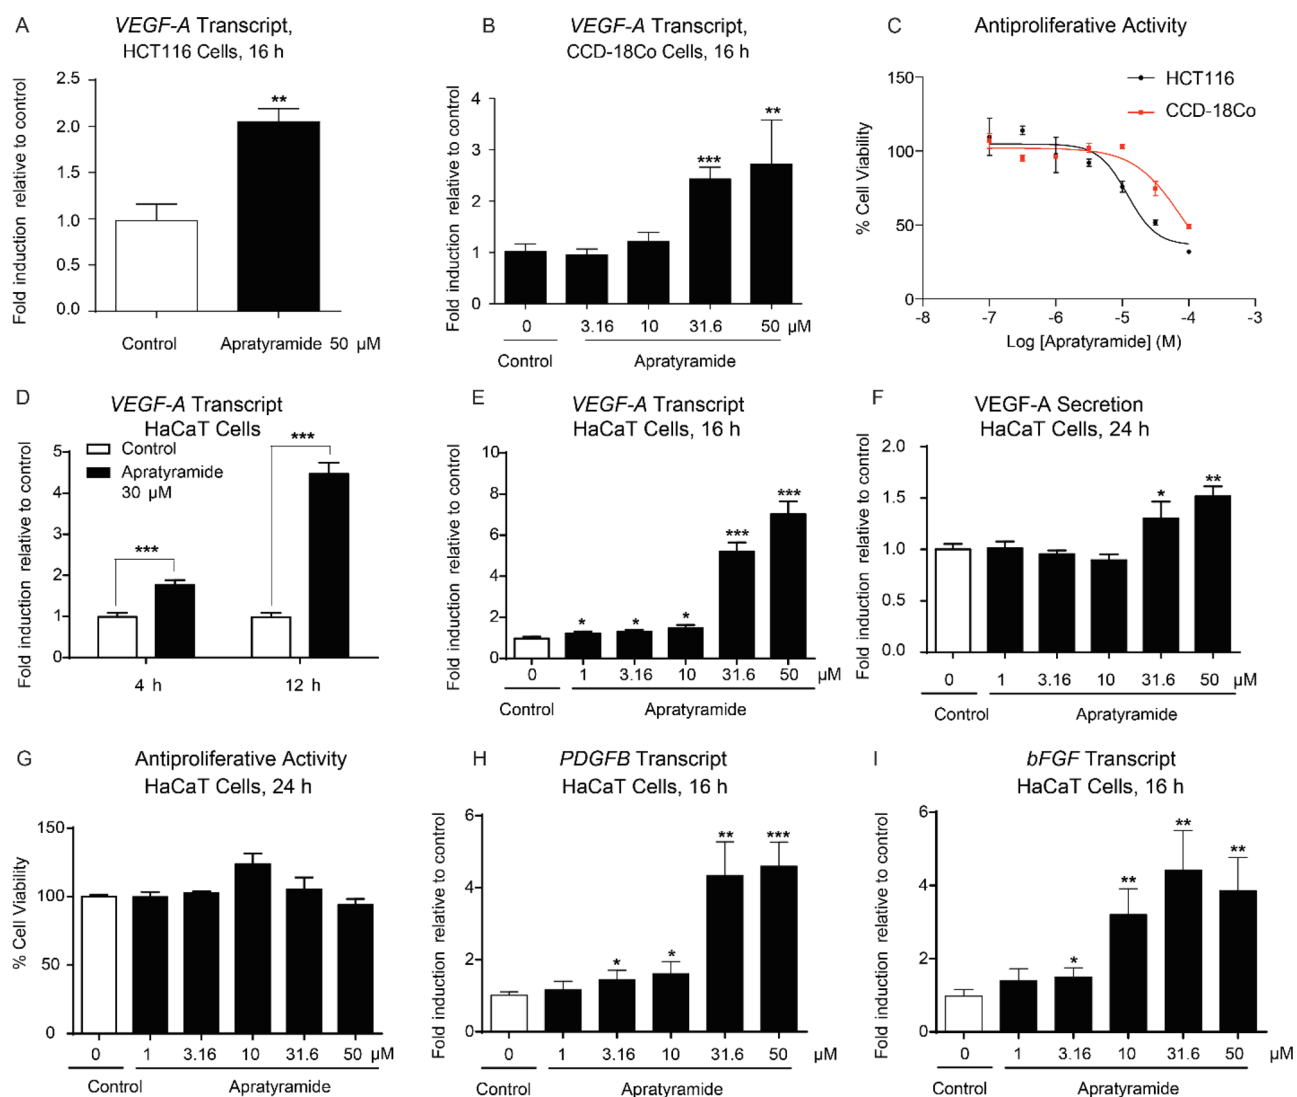 A
VEGF-A Transcript,
HCT116 Cells, 16 h
Fold induction relative to control
2.5
2.0
1.0
0.5
0.0
**
Control
Apratyramide 50 µM
B
VEGF-A Transcript,
CCD-18Co Cells, 16 h
Fold induction relative to control
4
3
2
1
0
***
**
0 3.16 10 31.6 50 µM
Control Apratyramide
C
Antiproliferative Activity
% Cell Viability
150
100
50
0
HCT116
CCD-18Co
-8 -7 -6 -5 -4 -3
Log [Apratyramide] (M)
D
VEGF-A Transcript
HaCaT Cells
Fold induction relative to control
5
4
2
1
0
Control
Apratyramide
30 µM
***
***
4 h 12 h
E
VEGF-A Transcript
HaCaT Cells, 16 h
Fold induction relative to control
10
8
6
4
2
0
* * * *** ***
0 1 3.16 10 31.6 50 µM
Control Apratyramide
F
VEGF-A Secretion
HaCaT Cells, 24 h
Fold induction relative to control
2.0
1.5
1.0
0.5
0.0
* **
0 1 3.16 10 31.6 50 µM
Control Apratyramide
G
Antiproliferative Activity
HaCaT Cells, 24 h
% Cell Viability
150
100
50
0
0 1 3.16 10 31.6 50 µM
Control Apratyramide
H
PDGFB Transcript
HaCaT Cells, 16 h
Fold induction relative to control
6
4
2
0
* * ** ***
0 1 3.16 10 31.6 50 µM
Control Apratyramide
I
bFGF Transcript
HaCaT Cells, 16 h
Fold induction relative to control
6
4
2
0
* ** ** **
0 1 3.16 10 31.6 50 µM
Control Apratyramide